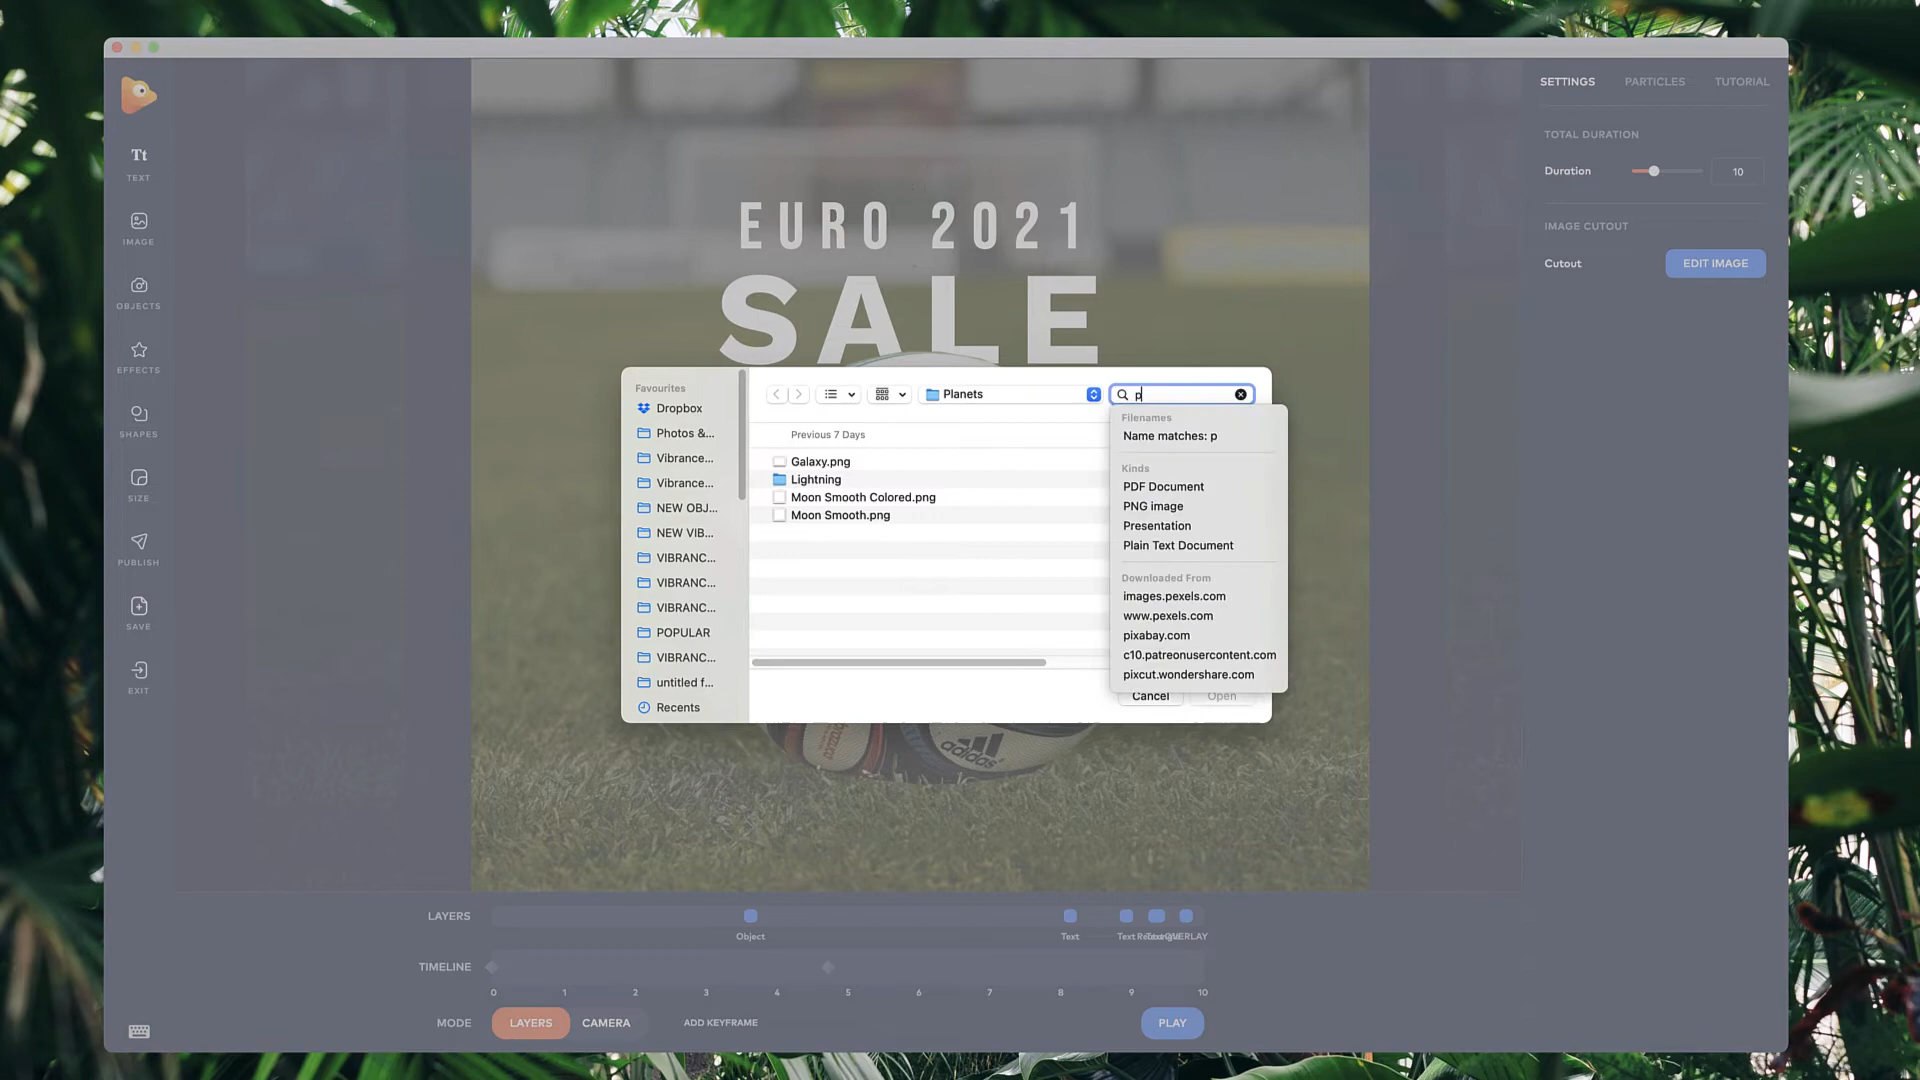 SETTINGS
PARTICLES
TUTORIAL
TOTAL DURATION
Duration
10
IMAGE CUTOUT
Cutout
EDIT IMAGE
Tt
TEXT
IMAGE
OBJECTS
EFFECTS
SHAPES
SIZE
PUBLISH
SAVE
EXIT
EURO 2021
SALE
Favourites
Dropbox
Photos &...
Vibrance...
Vibrance...
NEW OBJ...
NEW VIB...
VIBRANC...
VIBRANC...
VIBRANC...
POPULAR
VIBRANC...
untitled f...
Recents
Planets
p
Previous 7 Days
Galaxy.png
Lightning
Moon Smooth Colored.png
Moon Smooth.png
Filenames
Name matches: p
Kinds
PDF Document
PNG image
Presentation
Plain Text Document
Downloaded From
images.pexels.com
www.pexels.com
pixabay.com
c10.patreonusercontent.com
pixcut.wondershare.com
Cancel
Open
adidas
LAYERS
Object
Text
Text
OVERLAY
TIMELINE
0 1 2 3 4 5 6 7 8 9 10
MODE
LAYERS
CAMERA
ADD KEYFRAME
PLAY